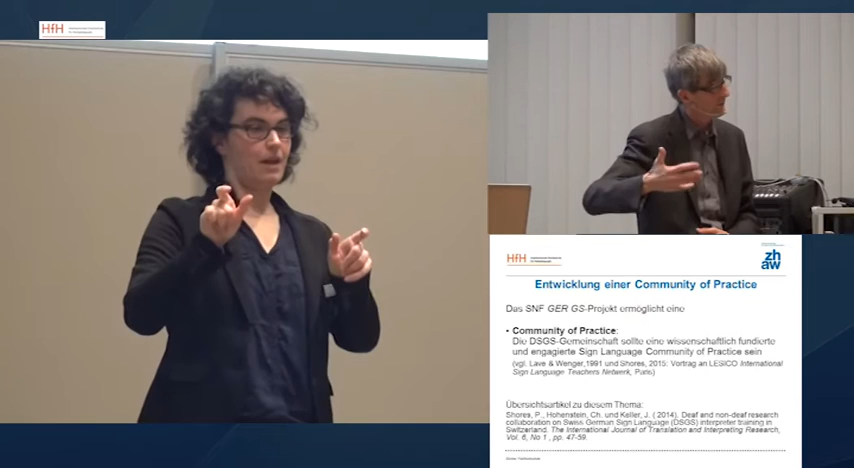 HfH
HfH
zh
aw
Entwicklung einer Community of Practice
Das SNF GER GS-Projekt ermöglicht eine
• Community of Practice:
Die DSGS-Gemeinschaft sollte eine wissenschaftlich fundierte
und engagierte Sign Language Community of Practice sein
(vgl. Lave & Wenger,1991 und Shores, 2015: Vortrag an LESICO International
Sign Language Teachers Network, Paris)
Übersichtsartikel zu diesem Thema:
Shores, P., Hohenstein, Ch. und Keller, J. ( 2014). Deaf and non-deaf research
collaboration on Swiss German Sign Language (DSGS) interpreter training in
Switzerland. The International Journal of Translation and Interpreting Research,
Vol. 6, No 1 , pp. 47-59.